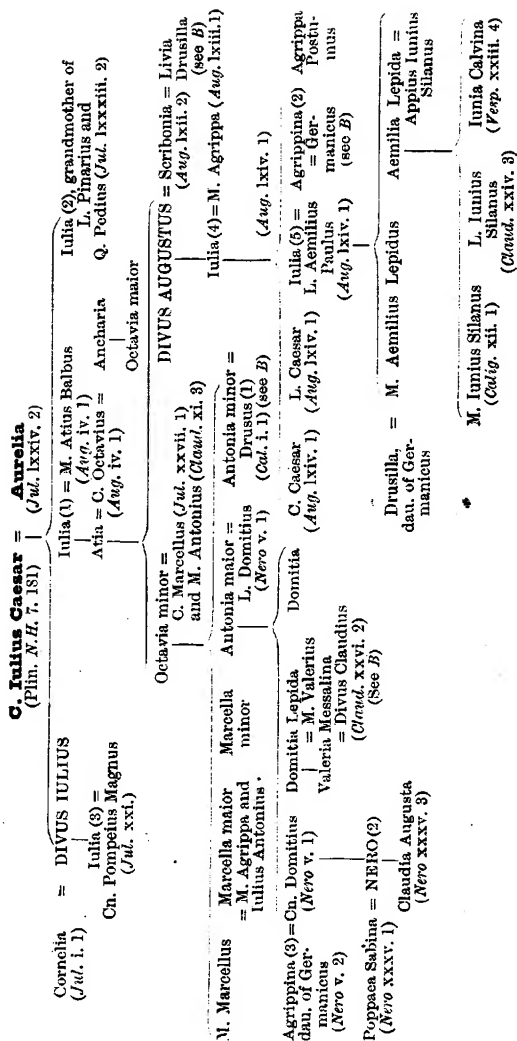 C. Iulius Caesar = Aurelia
(Plin. N.H. 7. 181) (Jul. lxxiv. 2)
Cornelia = DIVUS IULIUS
(Jul. i. 1)
Iulia (3) =
Cn. Pompeius Magnus
(Jul. xxi.)
Iulia (1) = M. Atius Balbus
(Aug. iv. 1)
Atia = C. Octavius =
(Aug. iv. 1)
Ancharia
Octavia maior
Iulia (2), grandmother of
L. Pinarius and
Q. Pedius (Jul. lxxxiii. 2)
Octavia minor =
C. Marcellus (Jul. xxvii. 1)
and M. Antonius (Claud. xi. 3)
DIVUS AUGUSTUS = Scribonia = Livia
(Aug. lxii. 2) Drusilla
(see B)
Iulia (4) = M. Agrippa (Aug. lxiii. 1)
(Aug. lxiv. 1)
M. Marcellus
Marcella maior
= M. Agrippa and
Iulius Antonius
Marcella
minor
Antonia maior =
L. Domitius
(Nero v. 1)
Antonia minor =
Drusus (1)
(Cal. i. 1) (see B)
C. Caesar
(Aug. lxiv. 1)
L. Caesar
(Aug. lxiv. 1)
Iulia (5) =
L. Aemilius
Paulus
(Aug. lxiv. 1)
Agrippina (2)
= Ger-
manicus
(see B)
Agrippa
Postu-
mus
Agrippina (3) = Cn. Domitius
dau. of Ger- (Nero v. 1)
manicus
(Nero v. 2)
Domitia Lepida
= M. Valerius
Valeria Messalina
= Divus Claudius
(Claud. xxvi. 2)
(See B)
Domitia
Drusilla, = M. Aemilius Lepidus
dau. of Ger-
manicus
Aemilia Lepida =
Appius Iunius
Silanus
Poppaea Sabina = NERO (2)
(Nero xxxv. 1)
Claudia Augusta
(Nero xxxv. 3)
M. Iunius Silanus
(Calig. xii. 1)
L. Iunius
Silanus
(Claud. xxiv. 3)
Iunia Calvina
(Vesp. xxiii. 4)